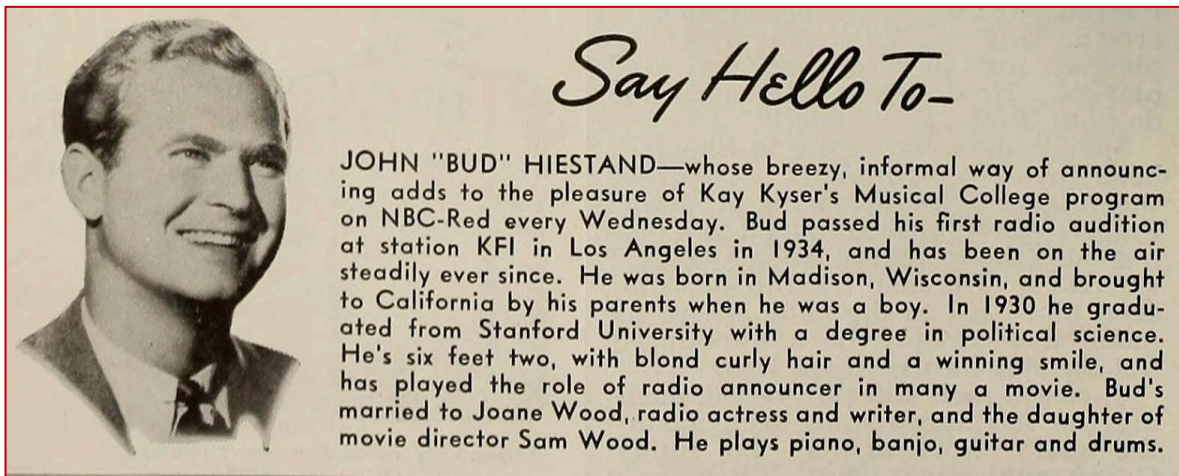 Say Hello To-
JOHN "BUD" HIESTAND—whose breezy, informal way of announc-
ing adds to the pleasure of Kay Kyser's Musical College program
on NBC-Red every Wednesday. Bud passed his first radio audition
at station KFI in Los Angeles in 1934, and has been on the air
steadily ever since. He was born in Madison, Wisconsin, and brought
to California by his parents when he was a boy. In 1930 he gradu-
ated from Stanford University with a degree in political science.
He's six feet two, with blond curly hair and a winning smile, and
has played the role of radio announcer in many a movie. Bud's
married to Joane Wood, radio actress and writer, and the daughter of
movie director Sam Wood. He plays piano, banjo, guitar and drums.